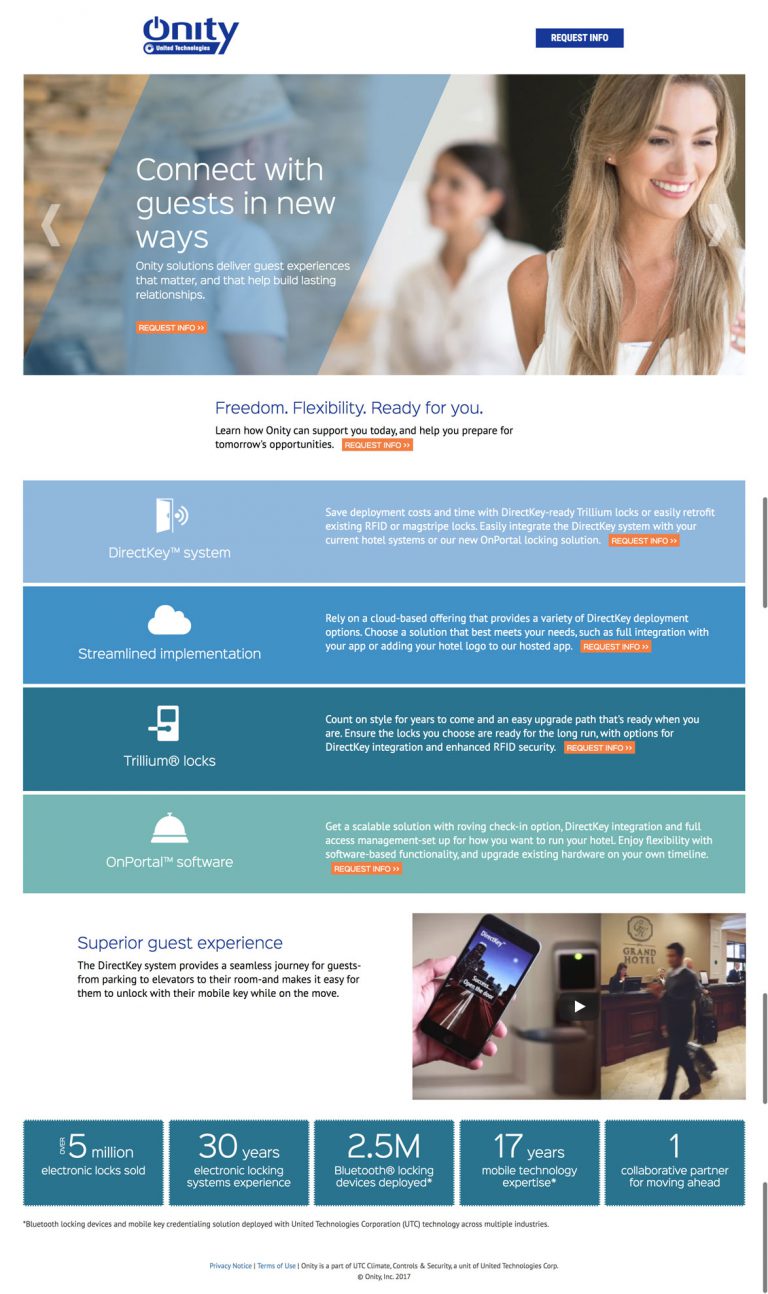 Onity
United Technologies
REQUEST INFO
Connect with
guests in new
ways
Onity solutions deliver guest experiences
that matter, and that help build lasting
relationships.
REQUEST INFO >>
Freedom. Flexibility. Ready for you.
Learn how Onity can support you today, and help you prepare for
tomorrow's opportunities. REQUEST INFO >>
DirectKey™ system
Save deployment costs and time with DirectKey-ready Trillium locks or easily retrofit
existing RFID or magstripe locks. Easily integrate the DirectKey system with your
current hotel systems or our new OnPortal locking solution. REQUEST INFO >>
Streamlined implementation
Rely on a cloud-based offering that provides a variety of DirectKey deployment
options. Choose a solution that best meets your needs, such as full integration with
your app or adding your hotel logo to our hosted app. REQUEST INFO >>
Trillium® locks
Count on style for years to come and an easy upgrade path that's ready when you
are. Ensure the locks you choose are ready for the long run, with options for
DirectKey integration and enhanced RFID security. REQUEST INFO >>
OnPortal™ software
Get a scalable solution with roving check-in option, DirectKey integration and full
access management-set up for how you want to run your hotel. Enjoy flexibility with
software-based functionality, and upgrade existing hardware on your own timeline.
REQUEST INFO >>
Superior guest experience
The DirectKey system provides a seamless journey for guests-
from parking to elevators to their room-and makes it easy for
them to unlock with their mobile key while on the move.
DirectKey™
Success...
Open the door
GH
GRAND
HOTEL
OVER 5 million
electronic locks sold
30 years
electronic locking
systems experience
2.5M
Bluetooth® locking
devices deployed*
17 years
mobile technology
expertise*
1
collaborative partner
for moving ahead
*Bluetooth locking devices and mobile key credentialing solution deployed with United Technologies Corporation (UTC) technology across multiple industries.
Privacy Notice | Terms of Use | Onity is a part of UTC Climate, Controls & Security, a unit of United Technologies Corp.
© Onity, Inc. 2017